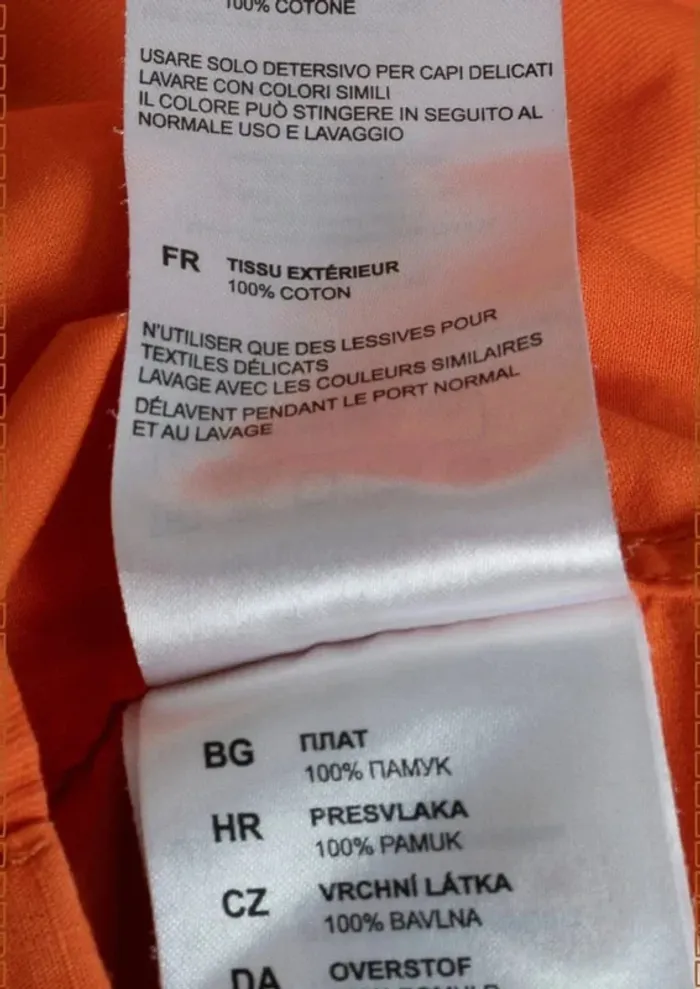 100% COTONE
USARE SOLO DETERSIVO PER CAPI DELICATI
LAVARE CON COLORI SIMILI
IL COLORE PUÒ STINGERE IN SEGUITO AL
NORMALE USO E LAVAGGIO
FR TISSU EXTÉRIEUR
100% COTON
N'UTILISER QUE DES LESSIVES POUR
TEXTILES DÉLICATS
LAVAGE AVEC LES COULEURS SIMILAIRES
DÉLAVENT PENDANT LE PORT NORMAL
ET AU LAVAGE
BG ПЛАТ
100% ПАМУК
HR PRESVLAKA
100% PAMUK
CZ VRCHNÍ LÁTKA
100% BAVLNA
DA OVERSTOF